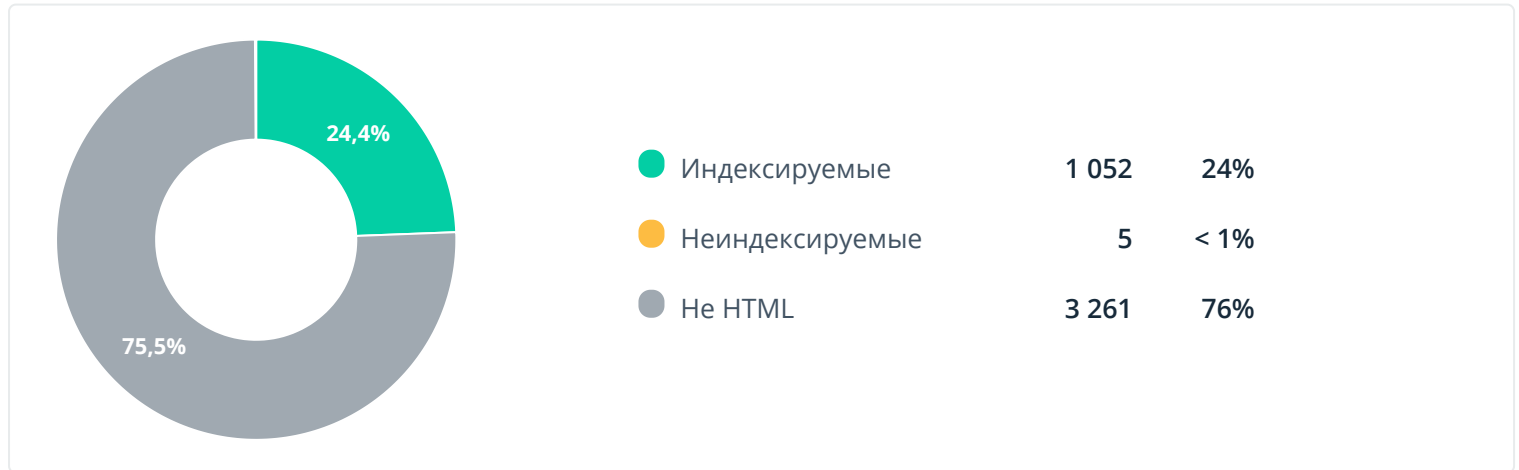 24,4%
75,5%
Индексируемые 1 052 24%
Неиндексируемые 5 < 1%
Не HTML 3 261 76%